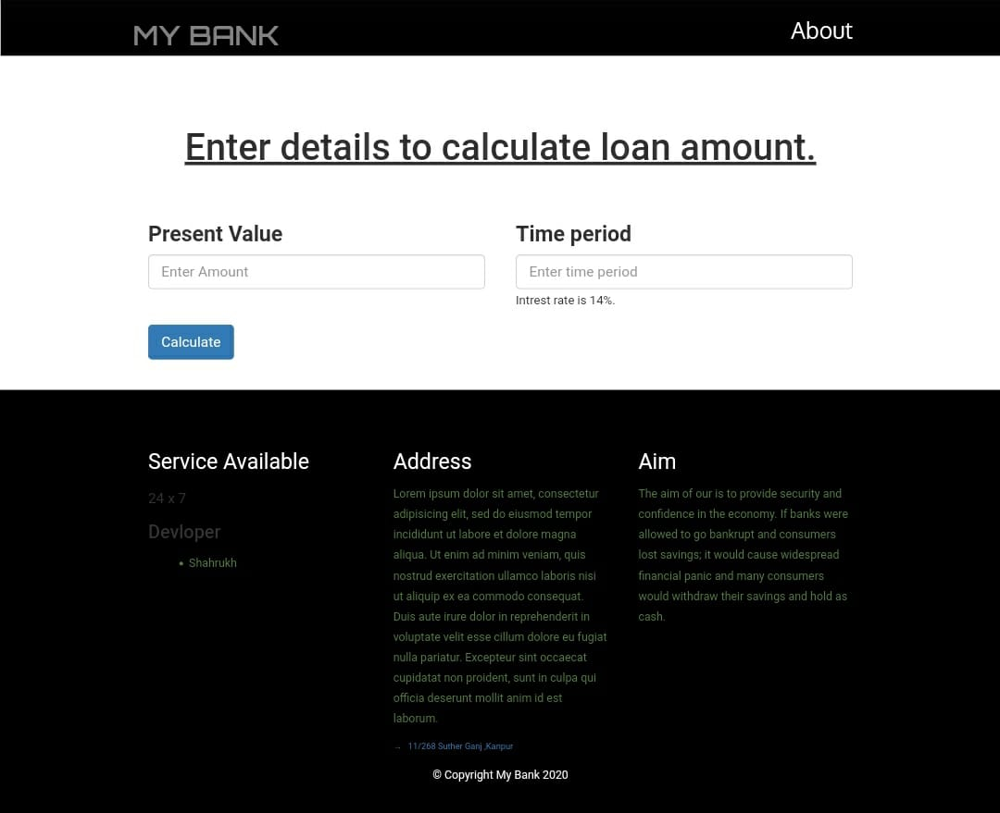 MY BANK
About
Enter details to calculate loan amount.
Present Value
Time period
Enter Amount
Enter time period
Intrest rate is 14%.
Calculate
Service Available
24 x 7
Devloper
• Shahrukh
Address
Lorem ipsum dolor sit amet, consectetur
adipisicing elit, sed do eiusmod tempor
incididunt ut labore et dolore magna
aliqua. Ut enim ad minim veniam, quis
nostrud exercitation ullamco laboris nisi
ut aliquip ex ea commodo consequat.
Duis aute irure dolor in reprehenderit in
voluptate velit esse cillum dolore eu fugiat
nulla pariatur. Excepteur sint occaecat
cupidatat non proident, sunt in culpa qui
officia deserunt mollit anim id est
laborum.
→ 11/268 Suther Ganj ,Kanpur
Aim
The aim of our is to provide security and
confidence in the economy. If banks were
allowed to go bankrupt and consumers
lost savings; it would cause widespread
financial panic and many consumers
would withdraw their savings and hold as
cash.
© Copyright My Bank 2020